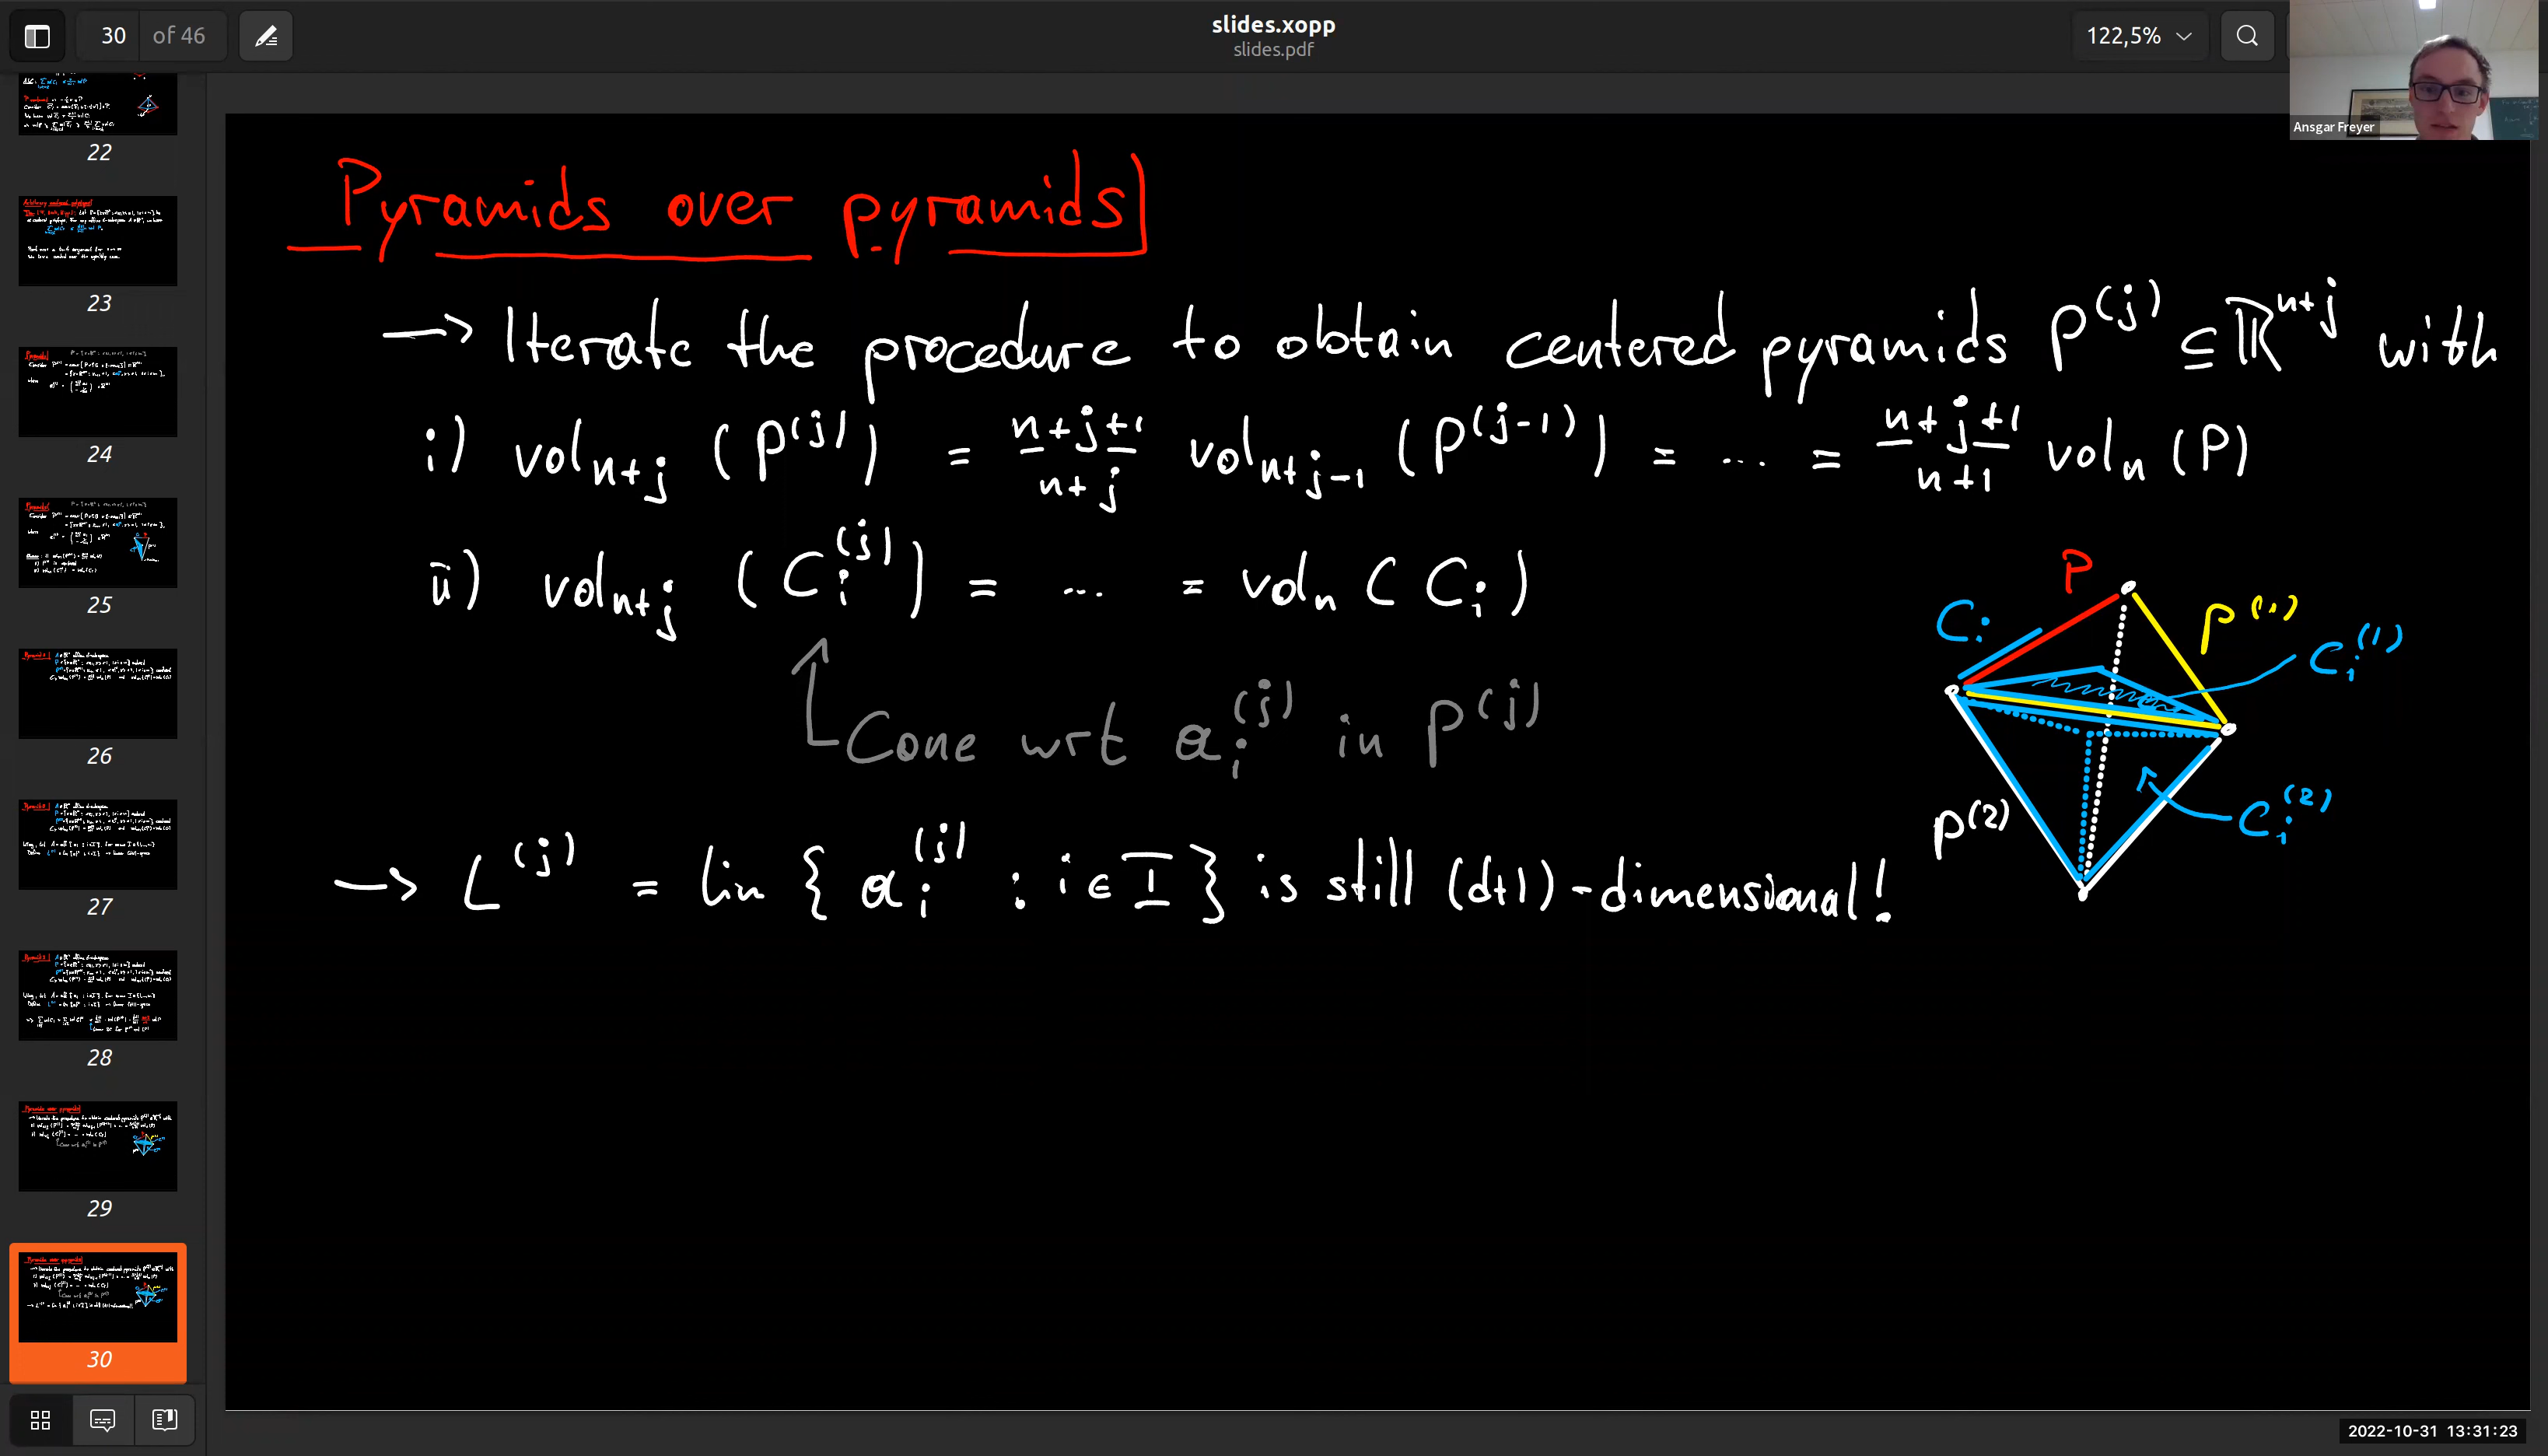 30 of 46
slides.xopp
slides.pdf
122,5%
Ansgar Freyer
22
23
24
25
26
27
28
29
30
Pyramids over pyramids
→ Iterate the procedure to obtain centered pyramids P^(j) ⊆ ℝ^{n+j} with
i) vol_{n+j} (P^(j)) = \frac{n+j+1}{n+j} vol_{n+j-1} (P^(j-1)) = ... = \frac{n+j+1}{n+1} vol_n (P)
ii) vol_{n+j} (C_i^(j)) = ... = vol_n (C_i)
Cone wrt a_i^(j) in P^(j)
→ L^(j) = lin { a_i^(j) : i ∈ I } is still (d+1)-dimensional!
P
C_i
P^(1)
C_i^(1)
P^(2)
C_i^(2)
2022-10-31 13:31:23